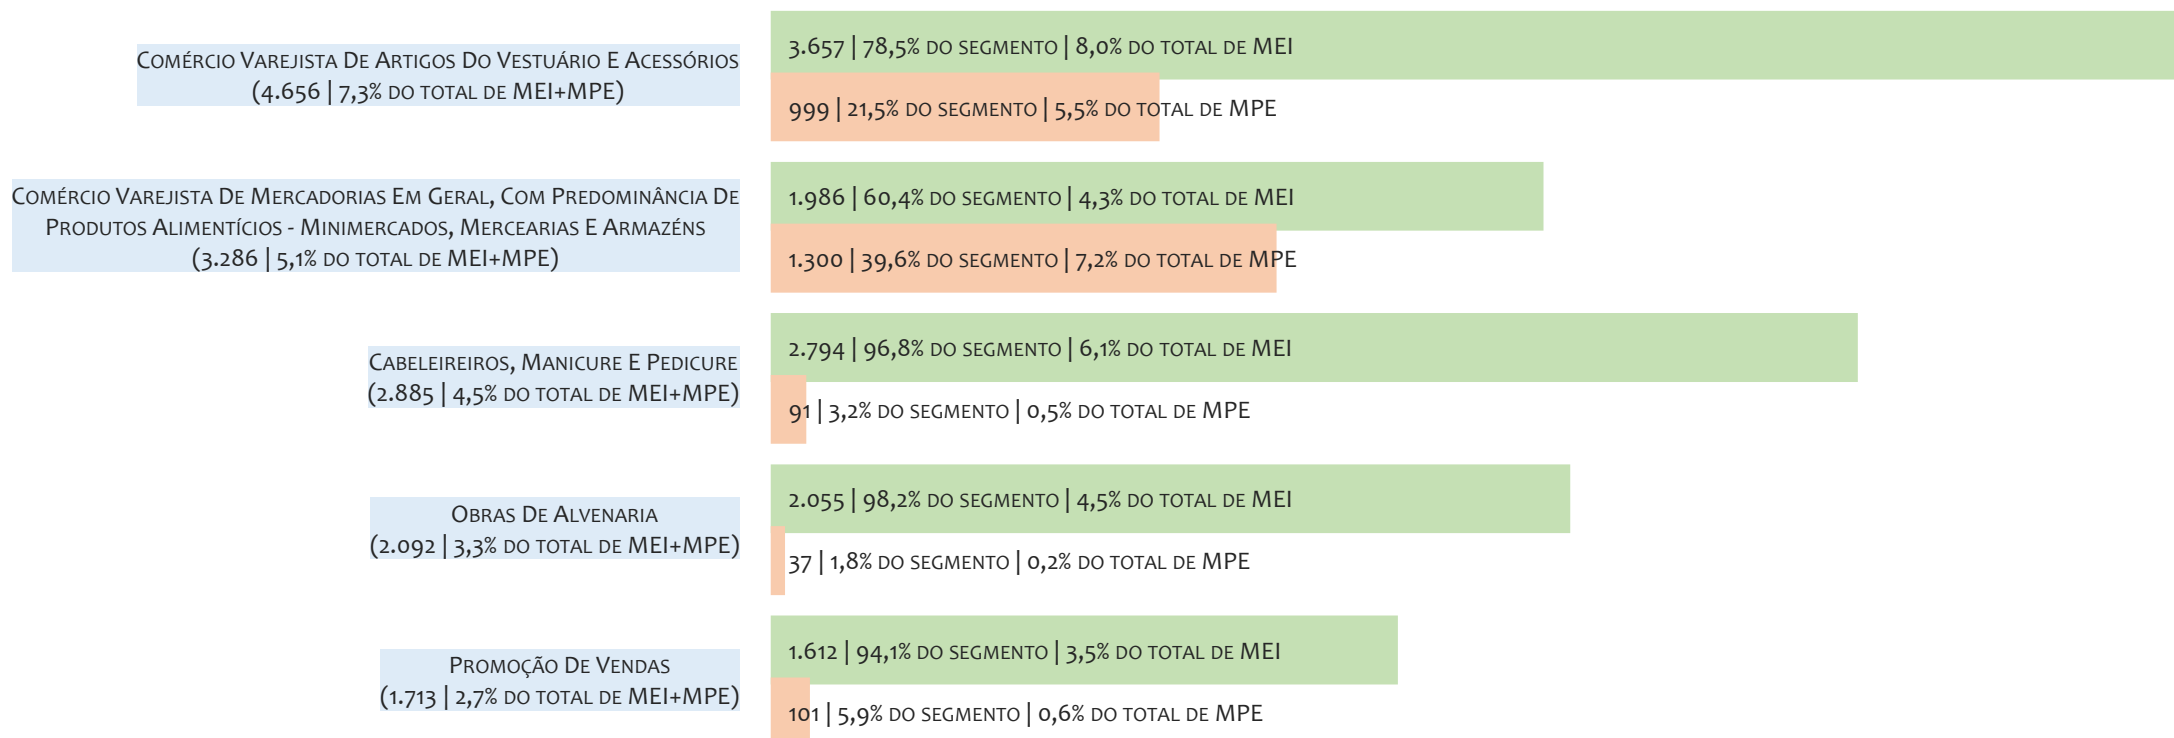 Comércio Varejista De Artigos Do Vestuário E Acessórios
(4.656 | 7,3% do total de MEI+MPE)
3.657 | 78,5% do segmento | 8,0% do total de MEI
999 | 21,5% do segmento | 5,5% do total de MPE
Comércio Varejista De Mercadorias Em Geral, Com Predominância De
Produtos Alimentícios - Minimercados, Mercearias E Armazéns
(3.286 | 5,1% do total de MEI+MPE)
1.986 | 60,4% do segmento | 4,3% do total de MEI
1.300 | 39,6% do segmento | 7,2% do total de MPE
Cabeleireiros, Manicure E Pedicure
(2.885 | 4,5% do total de MEI+MPE)
2.794 | 96,8% do segmento | 6,1% do total de MEI
91 | 3,2% do segmento | 0,5% do total de MPE
Obras De Alvenaria
(2.092 | 3,3% do total de MEI+MPE)
2.055 | 98,2% do segmento | 4,5% do total de MEI
37 | 1,8% do segmento | 0,2% do total de MPE
Promoção De Vendas
(1.713 | 2,7% do total de MEI+MPE)
1.612 | 94,1% do segmento | 3,5% do total de MEI
101 | 5,9% do segmento | 0,6% do total de MPE